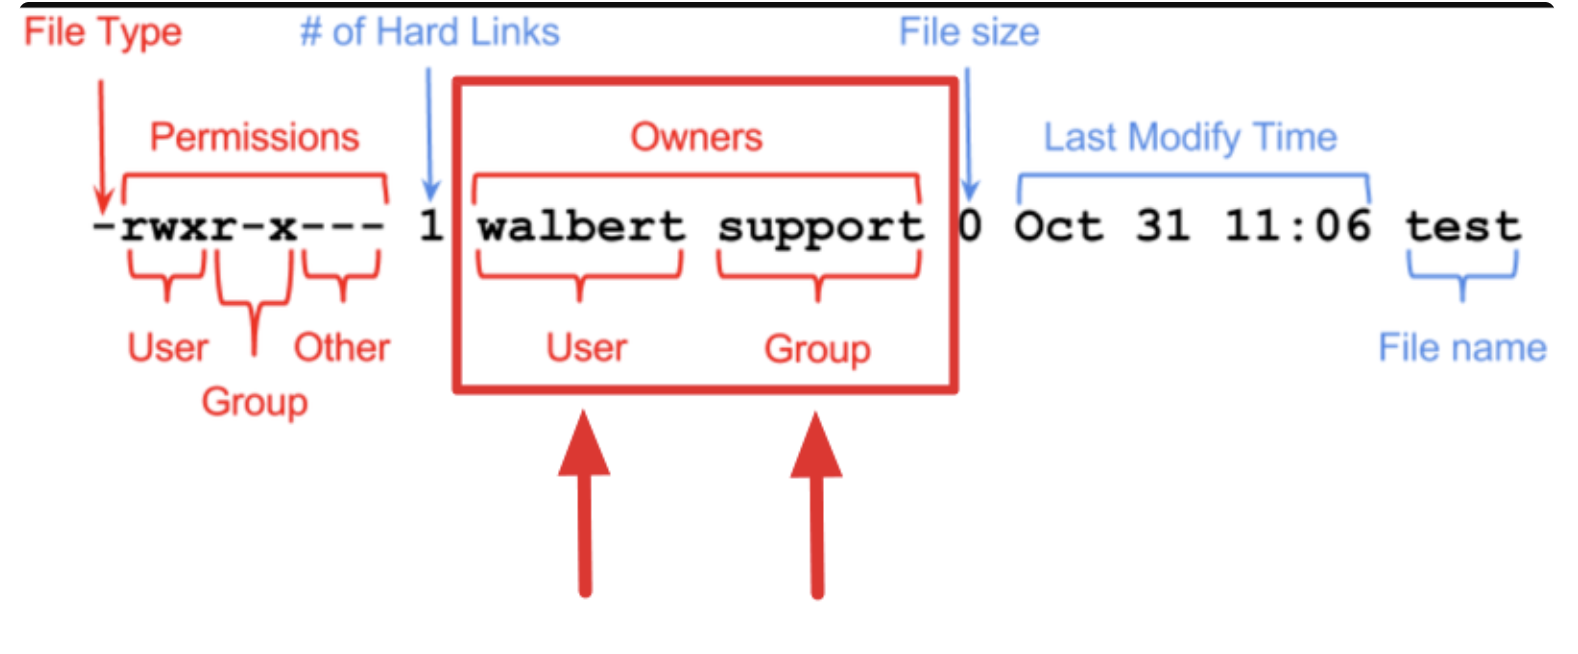 File Type # of Hard Links File size
Permissions Owners Last Modify Time
-rwxr-x--- 1 walbert support 0 Oct 31 11:06 test
User Other User Group File name
Group